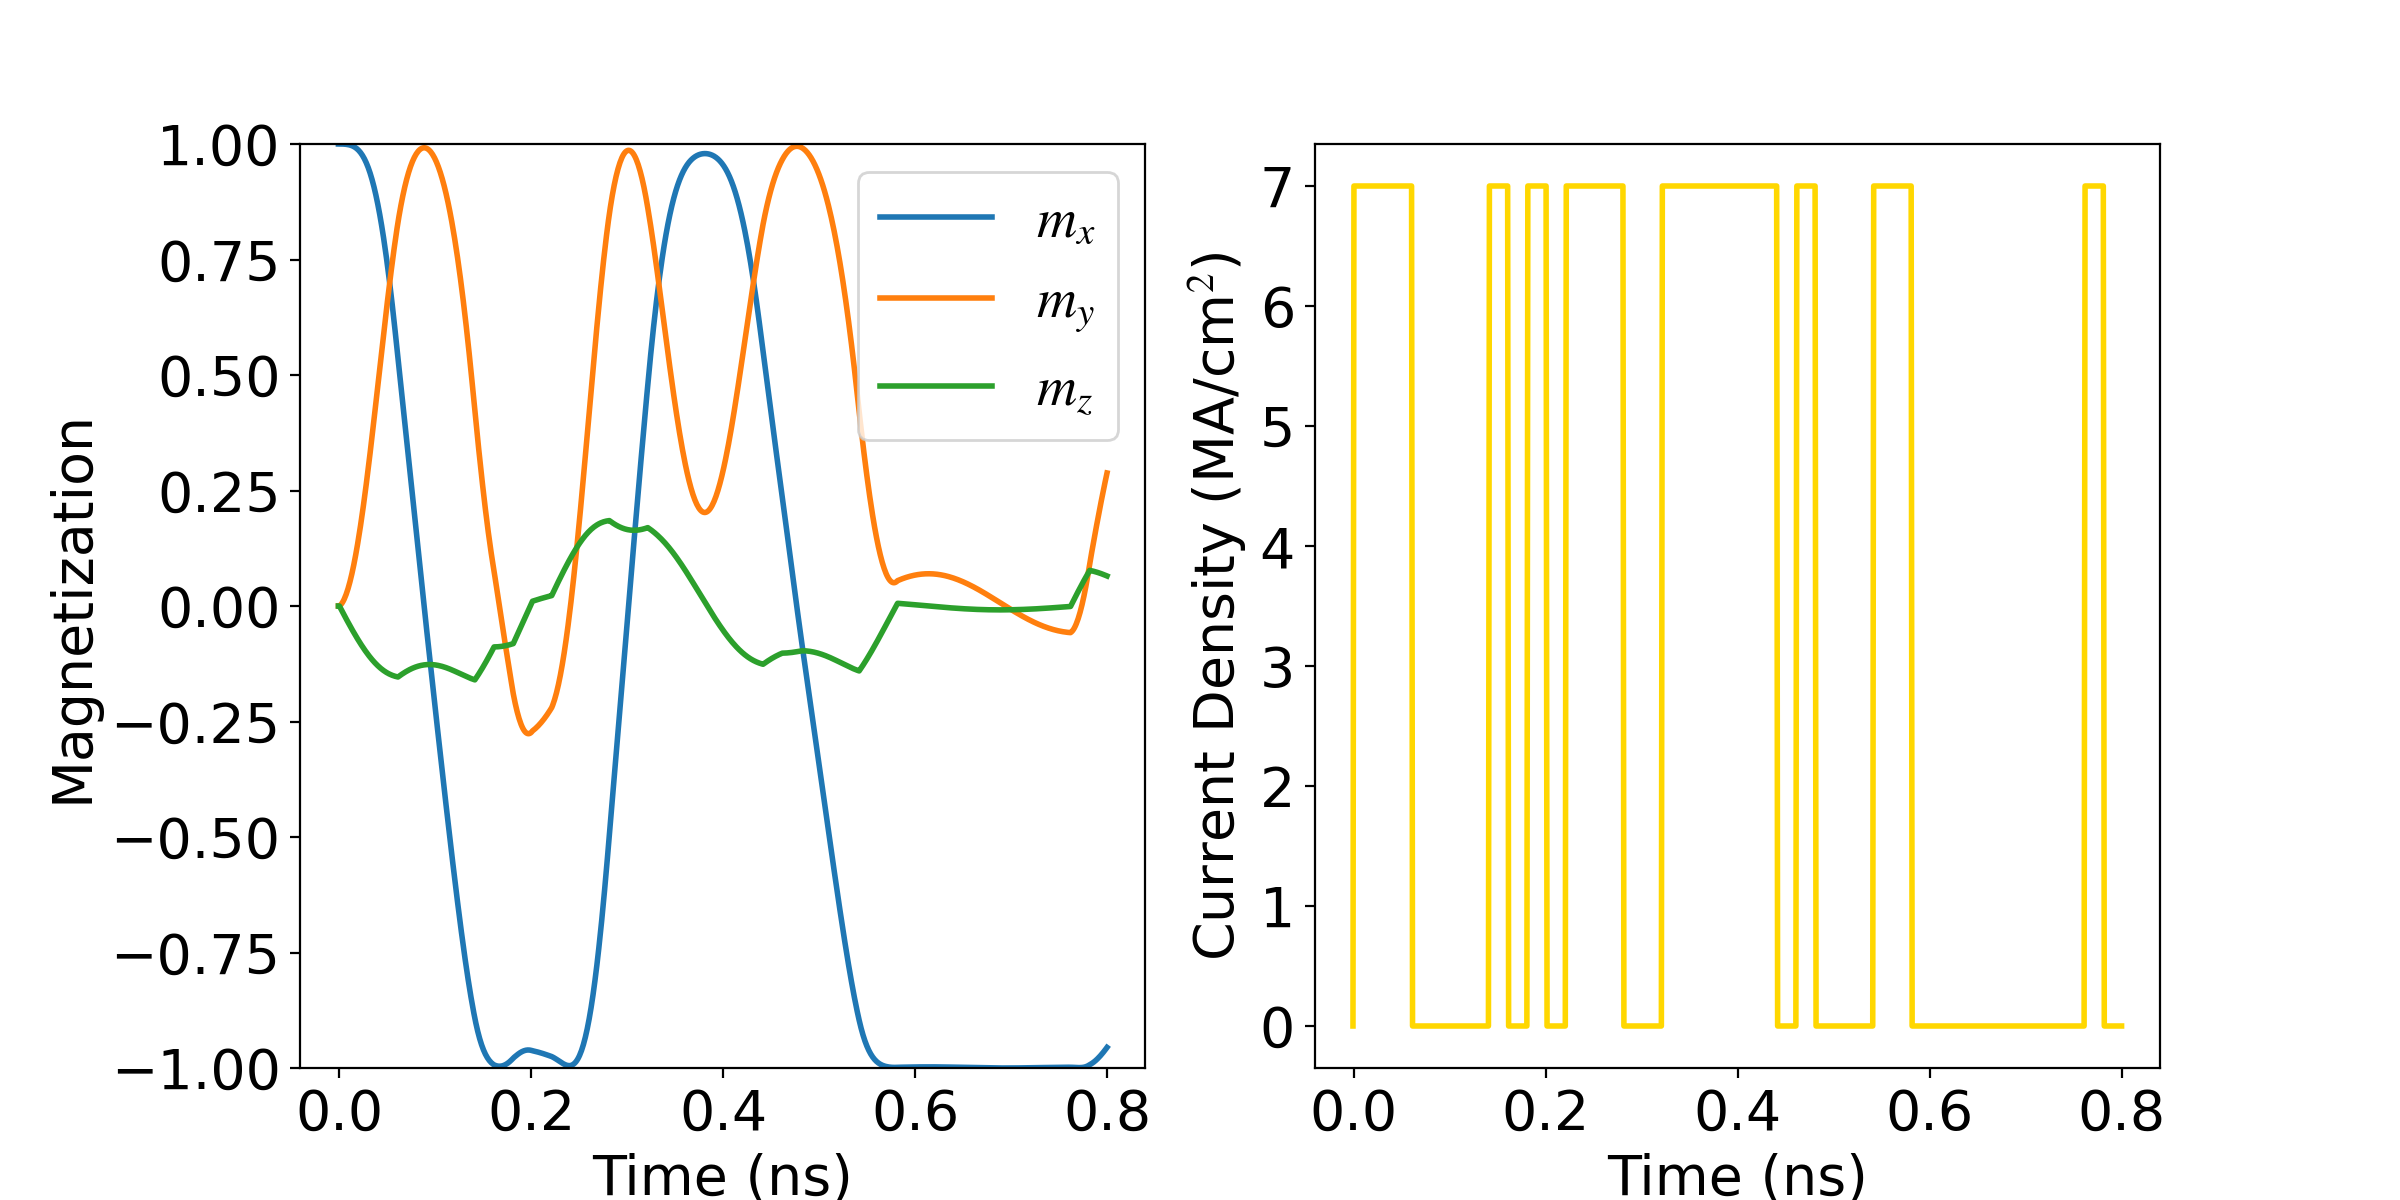 1.00
0.75
0.50
0.25
0.00
−0.25
−0.50
−0.75
−1.00
Magnetization
0.0 0.2 0.4 0.6 0.8
Time (ns)
m_x
m_y
m_z
7
6
5
4
3
2
1
0
Current Density (MA/cm²)
0.0 0.2 0.4 0.6 0.8
Time (ns)